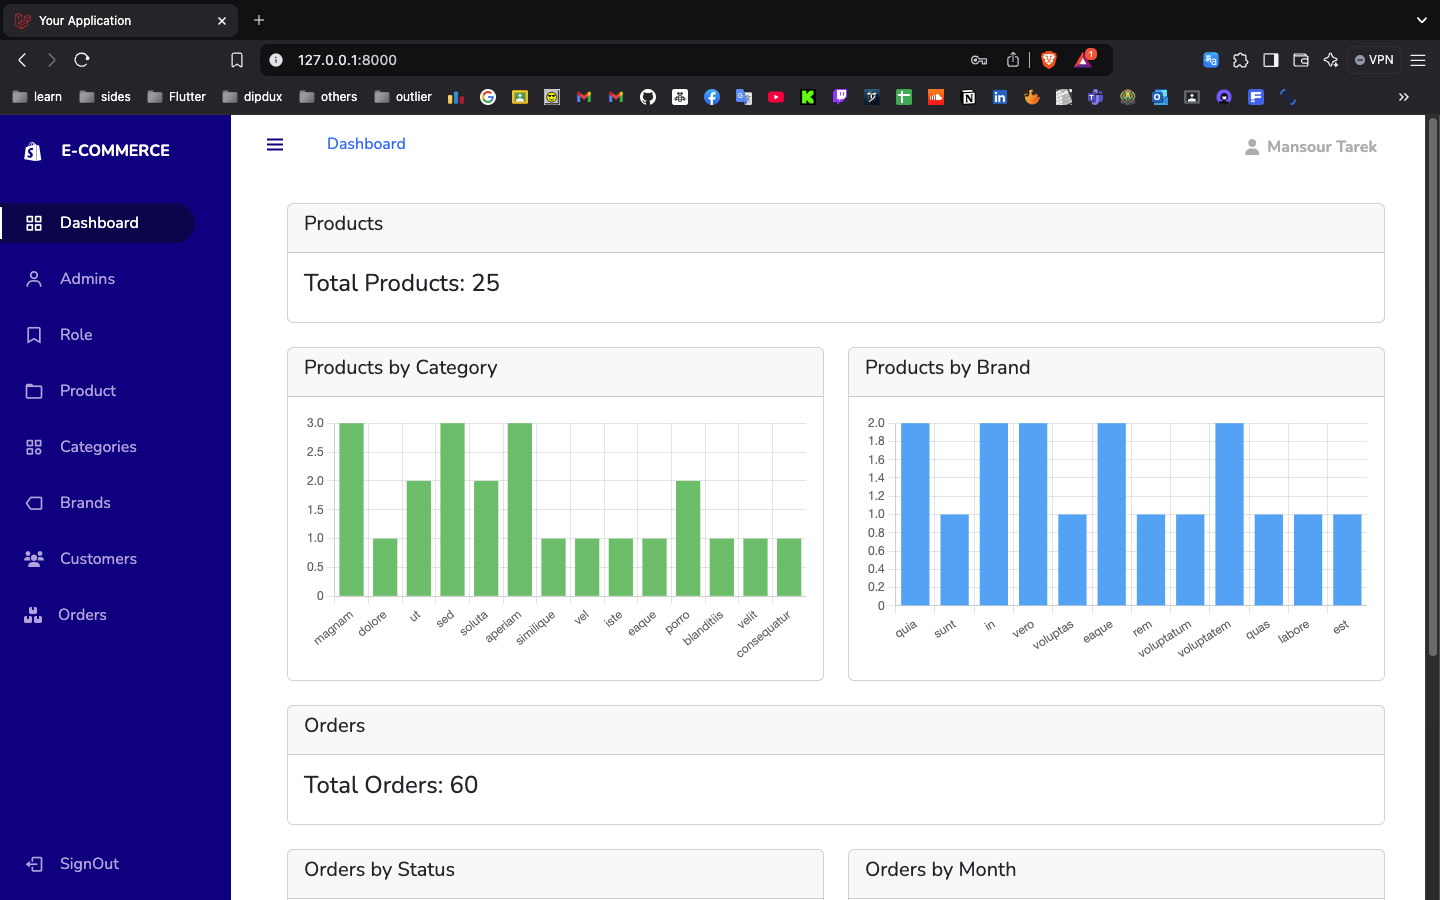 Your Application
127.0.0.1:8000
1
VPN
learn
sides
Flutter
dipdux
others
outlier
E-COMMERCE
Dashboard
Mansour Tarek
Dashboard
Admins
Role
Product
Categories
Brands
Customers
Orders
SignOut
Products
Total Products: 25
Products by Category
3.0
2.5
2.0
1.5
1.0
0.5
0
magnam dolore ut sed soluta aperiam similique vel iste eaque porro blanditiis velit consequatur
Products by Brand
2.0
1.8
1.6
1.4
1.2
1.0
0.8
0.6
0.4
0.2
0
quia sunt in vero voluptas eaque rem voluptatum voluptatem quas labore est
Orders
Total Orders: 60
Orders by Status
Orders by Month